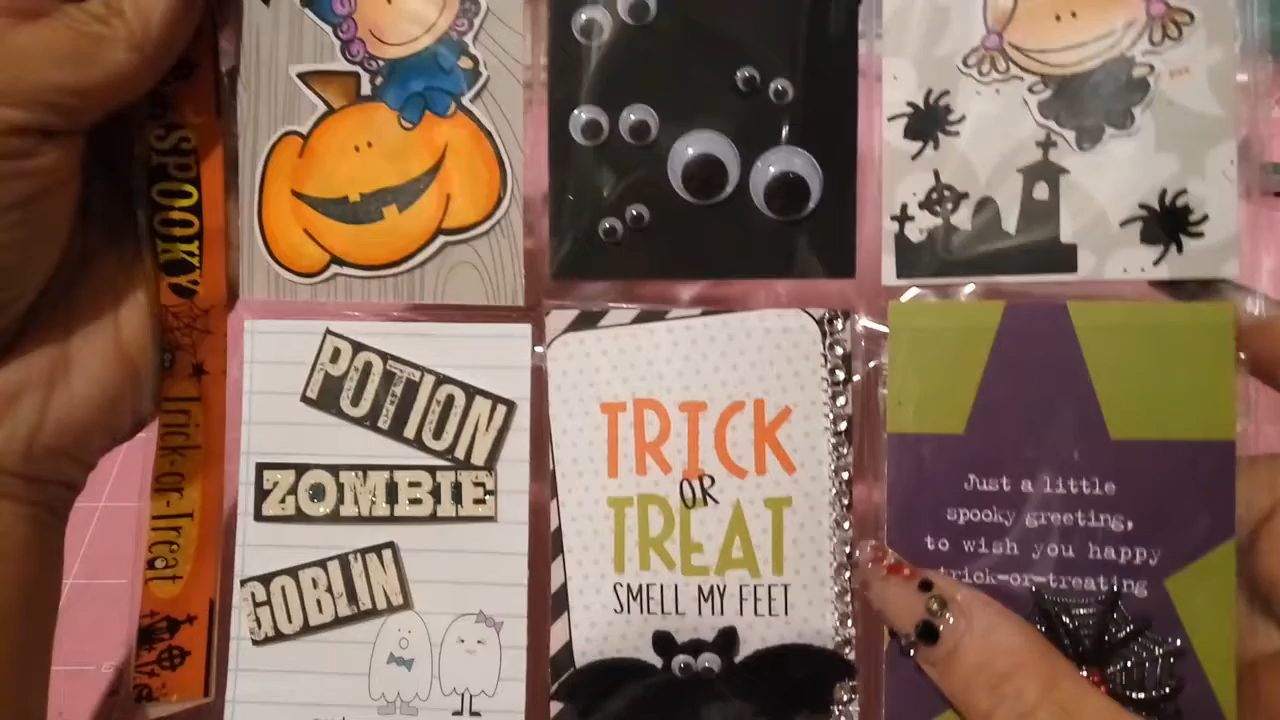 SPOOKY
Trick-or-Treat
POTION
ZOMBIE
GOBLIN
TRICK
OR
TREAT
SMELL MY FEET
Just a little
spooky greeting,
to wish you happy
trick-or-treating